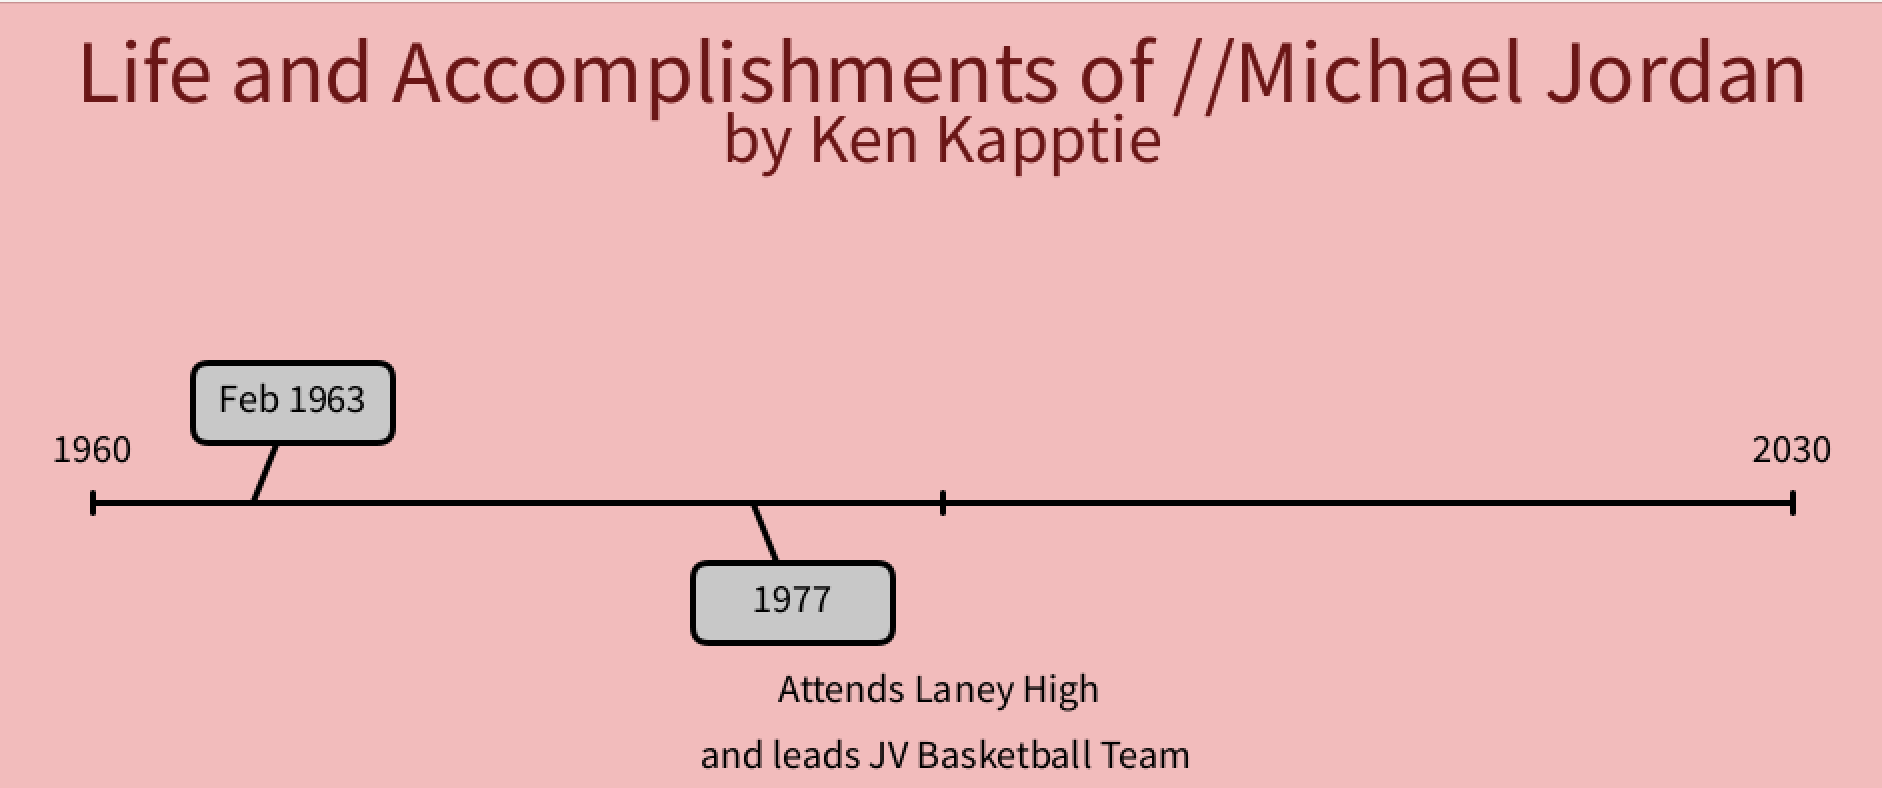 Life and Accomplishments of //Michael Jordan
by Ken Kapptie
Feb 1963
1960
2030
1977
Attends Laney High
and leads JV Basketball Team